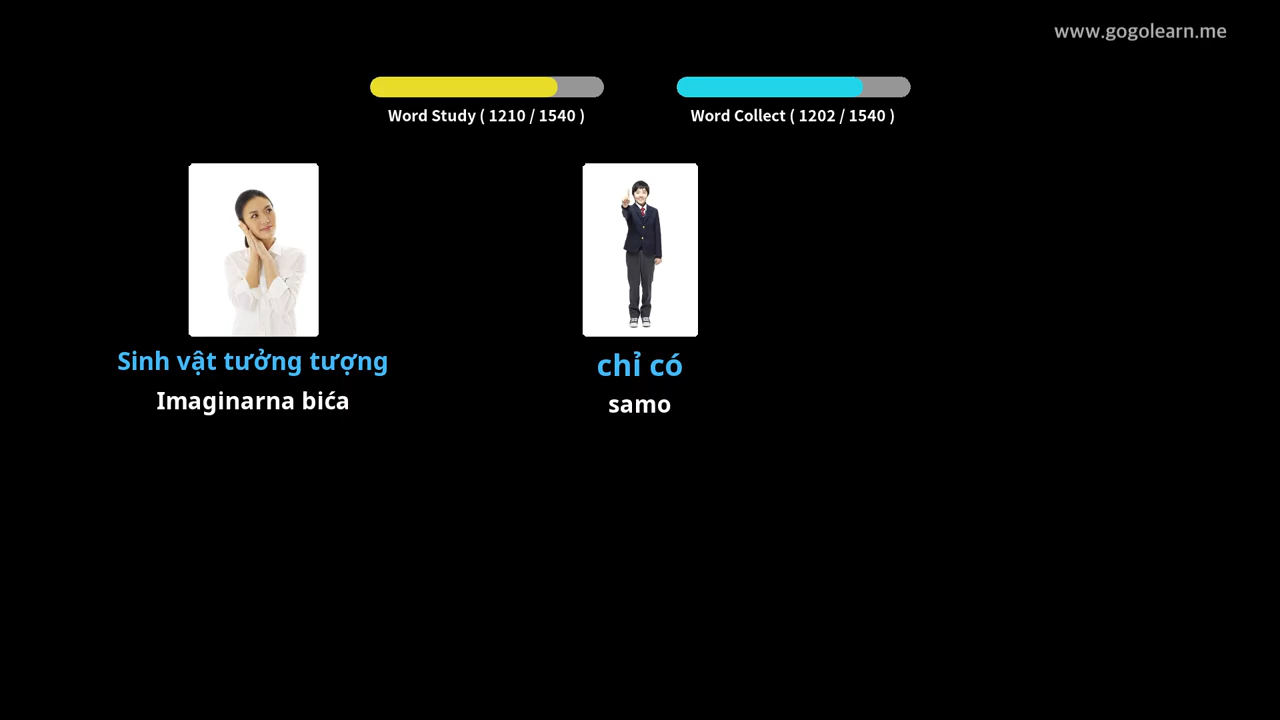 www.gogolearn.me
Word Study ( 1210 / 1540 )
Word Collect ( 1202 / 1540 )
Sinh vật tưởng tượng
Imaginarna bića
chỉ có
samo